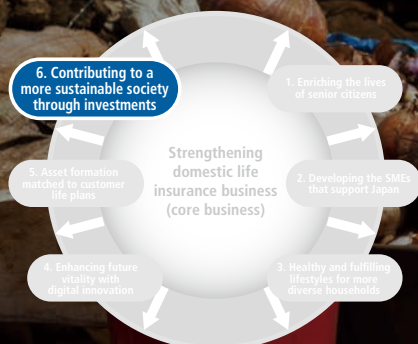 6. Contributing to a
more sustainable society
through investments
1. Enriching the lives
of senior citizens
Strengthening
domestic life
insurance business
(core business)
5. Asset formation
matched to customer
life plans
2. Developing the SMEs
that support Japan
4. Enhancing future
vitality with
digital innovation
3. Healthy and fulfilling
lifestyles for more
diverse households